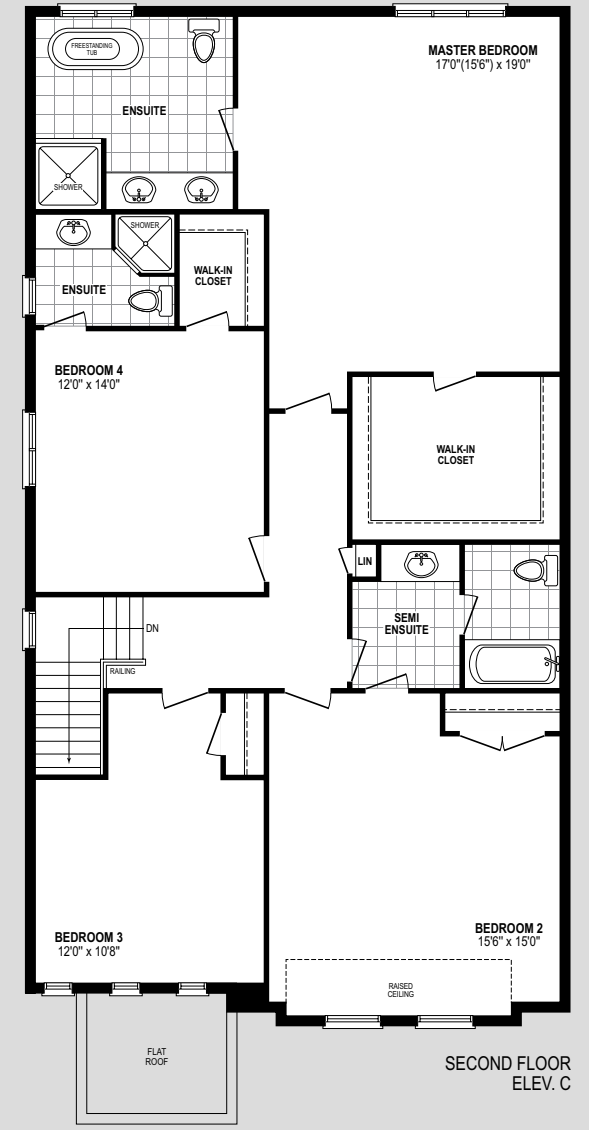 FREESTANDING
TUB
MASTER BEDROOM
17'0"(15'6") x 19'0"
ENSUITE
SHOWER
SHOWER
WALK-IN
CLOSET
ENSUITE
BEDROOM 4
12'0" x 14'0"
WALK-IN
CLOSET
LIN
SEMI
ENSUITE
DN
RAILING
BEDROOM 3
12'0" x 10'8"
BEDROOM 2
15'6" x 15'0"
RAISED
CEILING
FLAT
ROOF
SECOND FLOOR
ELEV. C